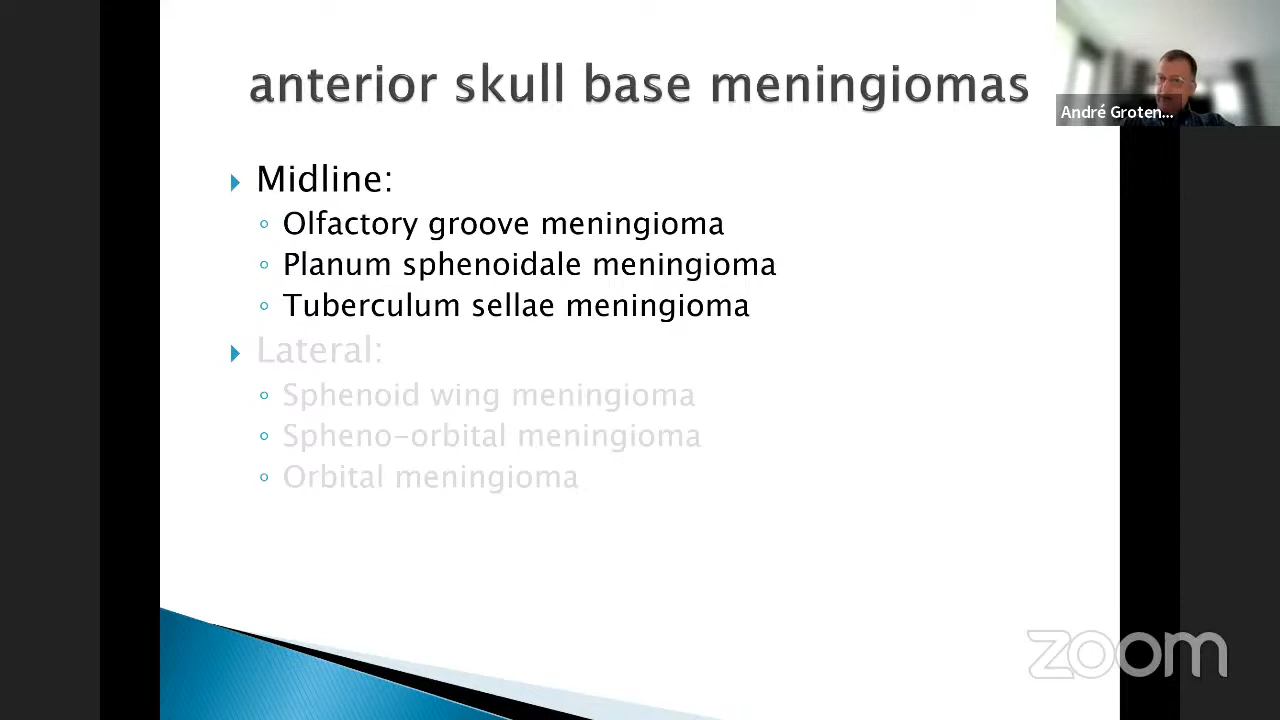 anterior skull base meningiomas
André Groten...
Midline:
Olfactory groove meningioma
Planum sphenoidale meningioma
Tuberculum sellae meningioma
Lateral:
Sphenoid wing meningioma
Spheno-orbital meningioma
Orbital meningioma
zoom